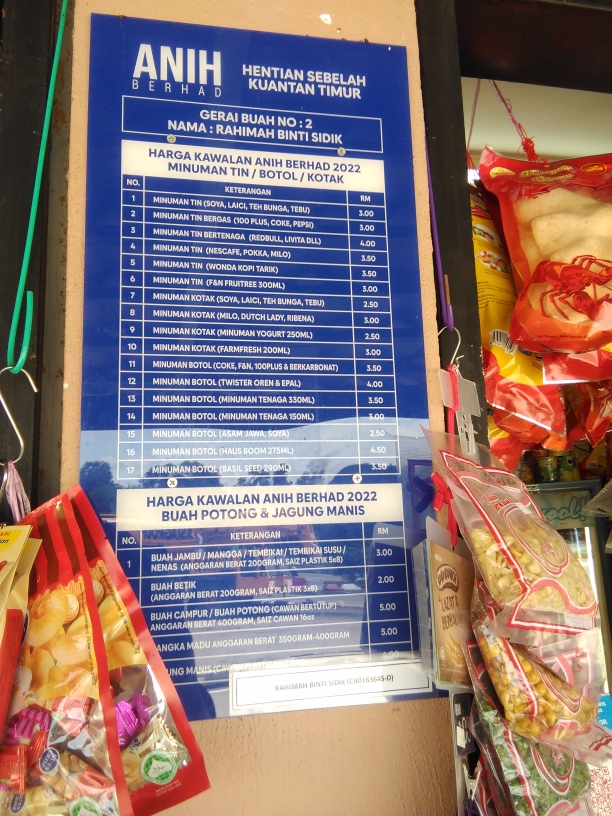 ANIH
BERHAD
HENTIAN SEBELAH
KUANTAN TIMUR
GERAI BUAH NO : 2
NAMA : RAHIMAH BINTI SIDIK
HARGA KAWALAN ANIH BERHAD 2022
MINUMAN TIN / BOTOL / KOTAK
NO. KETERANGAN RM
1 MINUMAN TIN (SOYA, LAICI, TEH BUNGA, TEBU) 3.00
2 MINUMAN TIN BERGAS (100 PLUS, COKE, PEPSI) 3.00
3 MINUMAN TIN BERTENAGA (REDBULL, LIVITA DLL) 4.00
4 MINUMAN TIN (NESCAFE, POKKA, MILO) 3.50
5 MINUMAN TIN (WONDA KOPI TARIK) 3.50
6 MINUMAN TIN (F&N FRUITREE 300ML) 3.00
7 MINUMAN KOTAK (SOYA, LAICI, TEH BUNGA, TEBU) 2.50
8 MINUMAN KOTAK (MILO, DUTCH LADY, RIBENA) 3.00
9 MINUMAN KOTAK (MINUMAN YOGURT 250ML) 2.50
10 MINUMAN KOTAK (FARMFRESH 200ML) 3.00
11 MINUMAN BOTOL (COKE, F&N, 100PLUS & BERKARBONAT) 3.50
12 MINUMAN BOTOL (TWISTER OREN & EPAL) 4.00
13 MINUMAN BOTOL (MINUMAN TENAGA 330ML) 3.50
14 MINUMAN BOTOL (MINUMAN TENAGA 150ML) 3.00
15 MINUMAN BOTOL (ASAM JAWA, SOYA) 2.50
16 MINUMAN BOTOL (HAUS BOOM 275ML) 4.50
17 MINUMAN BOTOL (BASIL SEED 290ML) 3.50
HARGA KAWALAN ANIH BERHAD 2022
BUAH POTONG & JAGUNG MANIS
NO. KETERANGAN RM
1 BUAH JAMBU / MANGGA / TEMBIKAI / TEMBIKAI SUSU / 3.00
NENAS (ANGGARAN BERAT 200GRAM, SAIZ PLASTIK 5x8)
BUAH BETIK 2.00
(ANGGARAN BERAT 200GRAM, SAIZ PLASTIK 3x8)
BUAH CAMPUR / BUAH POTONG (CAWAN BERTUTUP) 5.00
ANGGARAN BERAT 400GRAM, SAIZ CAWAN 16oz
ANGKA MADU ANGGARAN BERAT 350GRAM-400GRAM 5.00
UNG MANIS
RAHIMAH BINTI SIDIK (CA0163645-D)